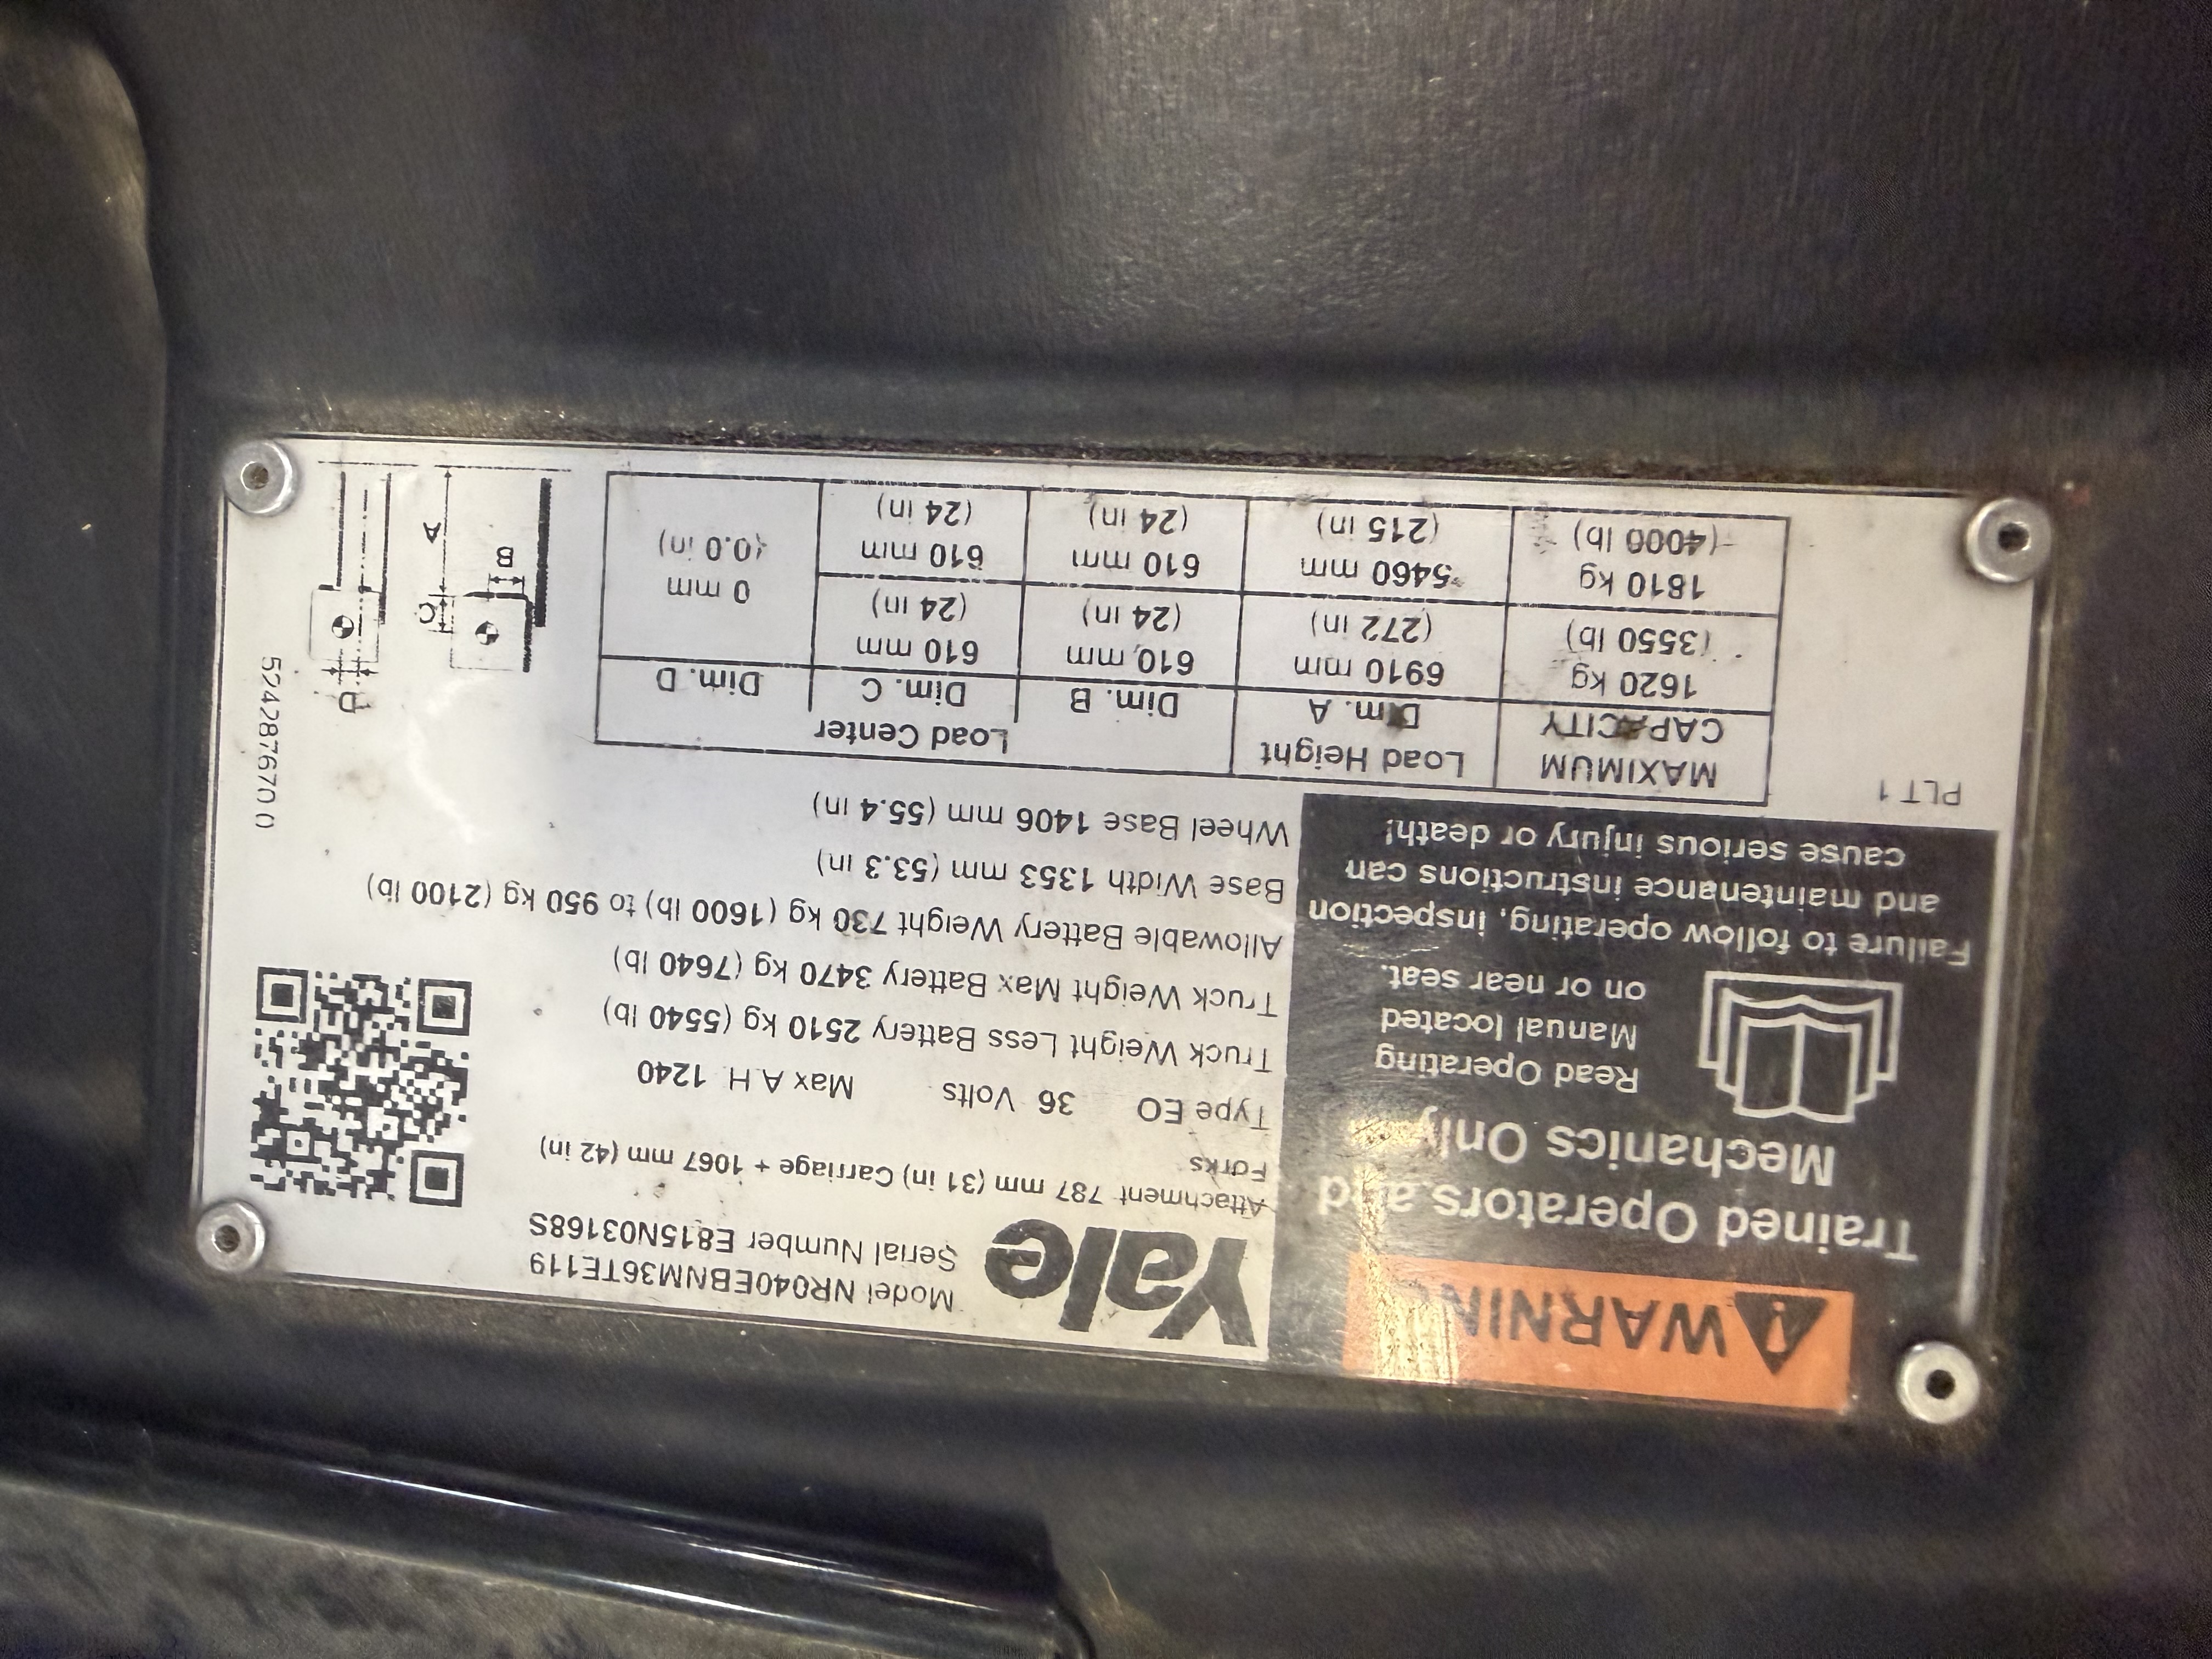 WARNIN
Trained Operators and
Mechanics Only
Read Operating
Manual located
on or near seat.
Failure to follow operating, inspection
and maintenance instructions can
cause serious injury or death!
PLT 1
Yale
Model NR040EBNM36TE119
Serial Number E815N03168S
Attachment 787 mm (31 in) Carriage + 1067 mm (42 in)
Forks
Type EO 36 Volts Max A.H. 1240
Truck Weight Less Battery 2510 kg (5540 lb)
Truck Weight Max Battery 3470 kg (7640 lb)
Allowable Battery Weight 730 kg (1600 lb) to 950 kg (2100 lb)
Base Width 1353 mm (53.3 in)
Wheel Base 1406 mm (55.4 in)
MAXIMUM Load Height Load Center
CAPACITY Dim. A Dim. B Dim. C Dim. D
1620 kg 6910 mm 610 mm 610 mm 0 mm
(3550 lb) (272 in) (24 in) (24 in) (0.0 in)
1810 kg 5460 mm 610 mm 610 mm
(4000 lb) (215 in) (24 in) (24 in)
524287670 0
D
C
B
A